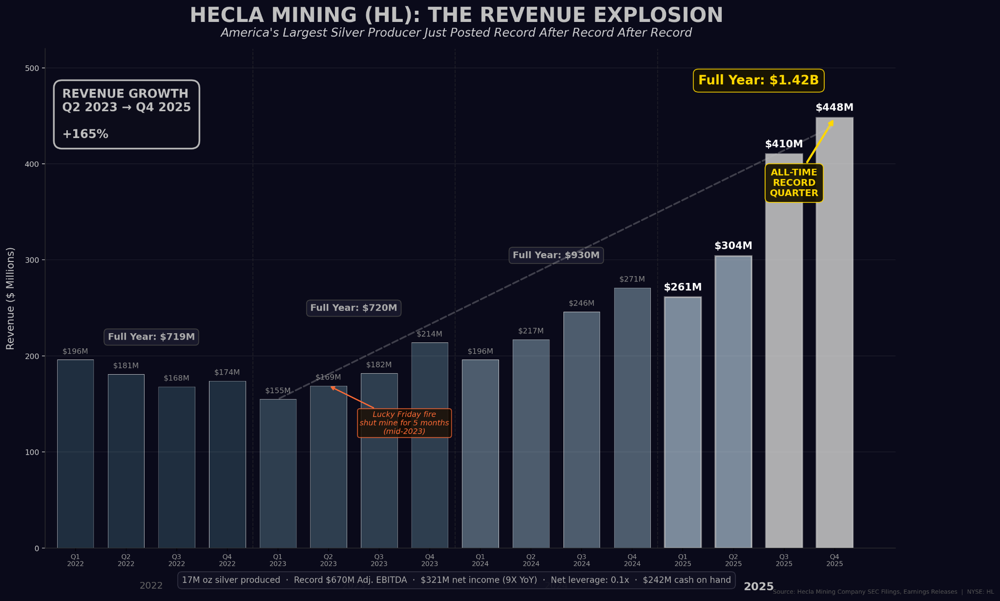 HECLA MINING (HL): THE REVENUE EXPLOSION
America's Largest Silver Producer Just Posted Record After Record After Record
Revenue ($ Millions)
500
400
300
200
100
0
REVENUE GROWTH
Q2 2023 → Q4 2025
+165%
Full Year: $719M
Full Year: $720M
Full Year: $930M
Full Year: $1.42B
$196M
$181M
$168M
$174M
$155M
$169M
$182M
$214M
$196M
$217M
$246M
$271M
$261M
$304M
$410M
$448M
ALL-TIME
RECORD
QUARTER
Lucky Friday fire
shut mine for 5 months
(mid-2023)
Q1
2022
Q2
2022
Q3
2022
Q4
2022
Q1
2023
Q2
2023
Q3
2023
Q4
2023
Q1
2024
Q2
2024
Q3
2024
Q4
2024
Q1
2025
Q2
2025
Q3
2025
Q4
2025
2022
2023
2024
2025
17M oz silver produced · Record $670M Adj. EBITDA · $321M net income (9X YoY) · Net leverage: 0.1x · $242M cash on hand
Source: Hecla Mining Company SEC Filings, Earnings Releases | NYSE: HL